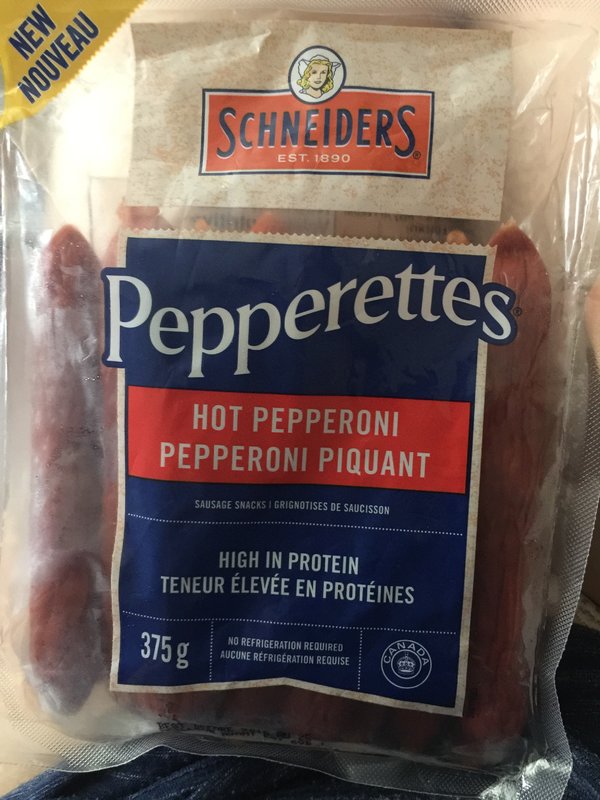 NEW
NOUVEAU
SCHNEIDERS®
EST. 1890
Pepperettes®
HOT PEPPERONI
PEPPERONI PIQUANT
SAUSAGE SNACKS | GRIGNOTISES DE SAUCISSON
HIGH IN PROTEIN
TENEUR ÉLEVÉE EN PROTÉINES
375 g
NO REFRIGERATION REQUIRED
AUCUNE RÉFRIGÉRATION REQUISE
CANADA